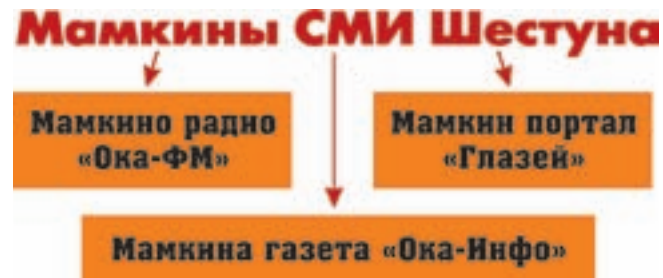 Мамкины СМИ Шестуна
Мамкино радио
«Ока-ФМ»
Мамкин портал
«Глазей»
Мамкина газета «Ока-Инфо»